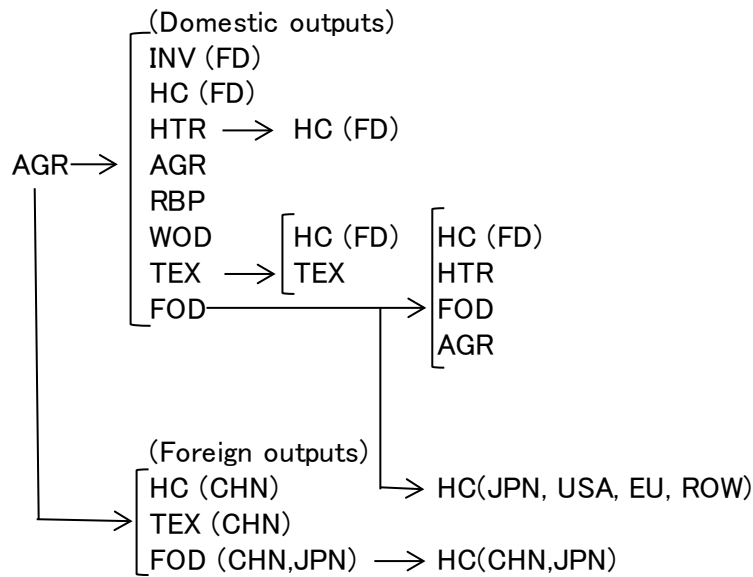 (Domestic outputs)
INV (FD)
HC (FD)
HTR → HC (FD)
AGR → AGR
RBP
WOD HC (FD) HC (FD)
TEX → TEX HTR
FOD → FOD
AGR
(Foreign outputs)
HC (CHN) → HC(JPN, USA, EU, ROW)
TEX (CHN)
FOD (CHN,JPN) → HC(CHN,JPN)